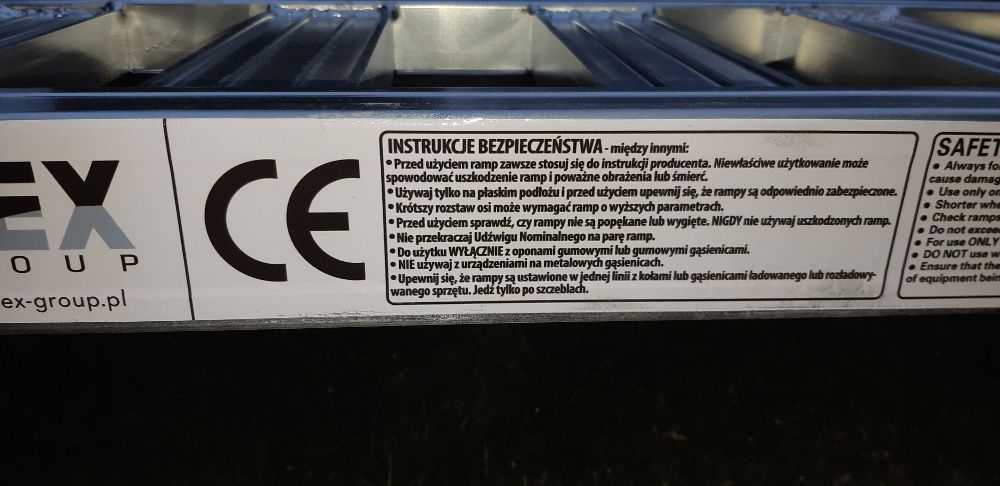 EX
OUP
ex-group.pl
CE
INSTRUKCJE BEZPIECZEŃSTWA - między innymi:
• Przed użyciem ramp zawsze stosuj się do instrukcji producenta. Niewłaściwe użytkowanie może
spowodować uszkodzenie ramp i poważne obrażenia lub śmierć.
• Używaj tylko na płaskim podłożu i przed użyciem upewnij się, że rampy są odpowiednio zabezpieczone.
• Krótszy rozstaw osi może wymagać ramp o wyższych parametrach.
• Przed użyciem sprawdź, czy rampy nie są popękane lub wygięte. NIGDY nie używaj uszkodzonych ramp.
• Nie przekraczaj Udźwigu Nominalnego na parę ramp.
• Do użytku WYŁĄCZNIE z oponami gumowymi lub gumowymi gąsienicami.
• NIE używaj z urządzeniami na metalowych gąsienicach.
• Upewnij się, że rampy są ustawione w jednej linii z kołami lub gąsienicami ładowanego lub rozładowy-
wanego sprzętu. Jedź tylko po szczeblach.
SAFET
• Always fo
cause damag
• Use only on
• Shorter whe
• Check ramps
• Do not excee
• For use ONLY
• DO NOT use w
• Ensure that the
of equipment bein